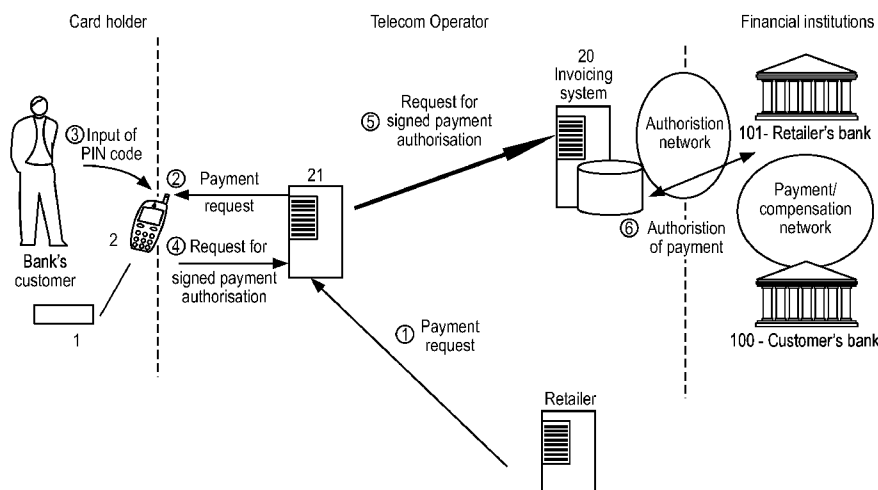 Card holder
Telecom Operator
Financial institutions
20
Invoicing
system
⑤ Request for
signed payment
authorisation
Authoristion
network
101- Retailer's bank
③ Input of
PIN code
② Payment
request
21
Payment/
compensation
network
⑥ Authoristion
of payment
2
④ Request for
signed payment
authorisation
Bank's
customer
1
① Payment
request
100 - Customer's bank
Retailer